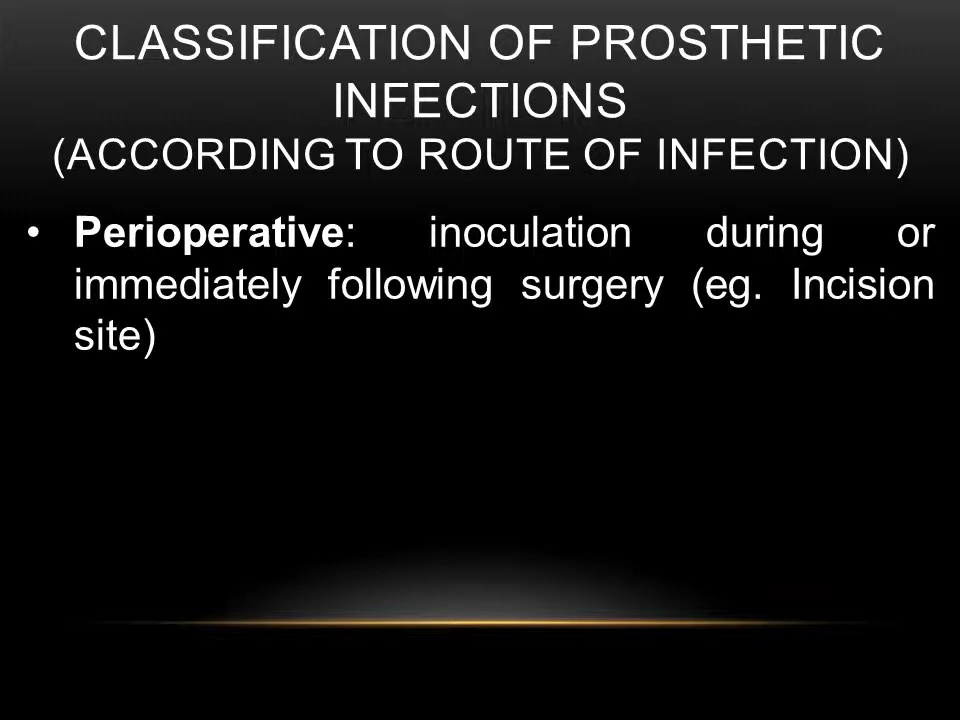 CLASSIFICATION OF PROSTHETIC
INFECTIONS
(ACCORDING TO ROUTE OF INFECTION)
• Perioperative: inoculation during or
immediately following surgery (eg. Incision
site)